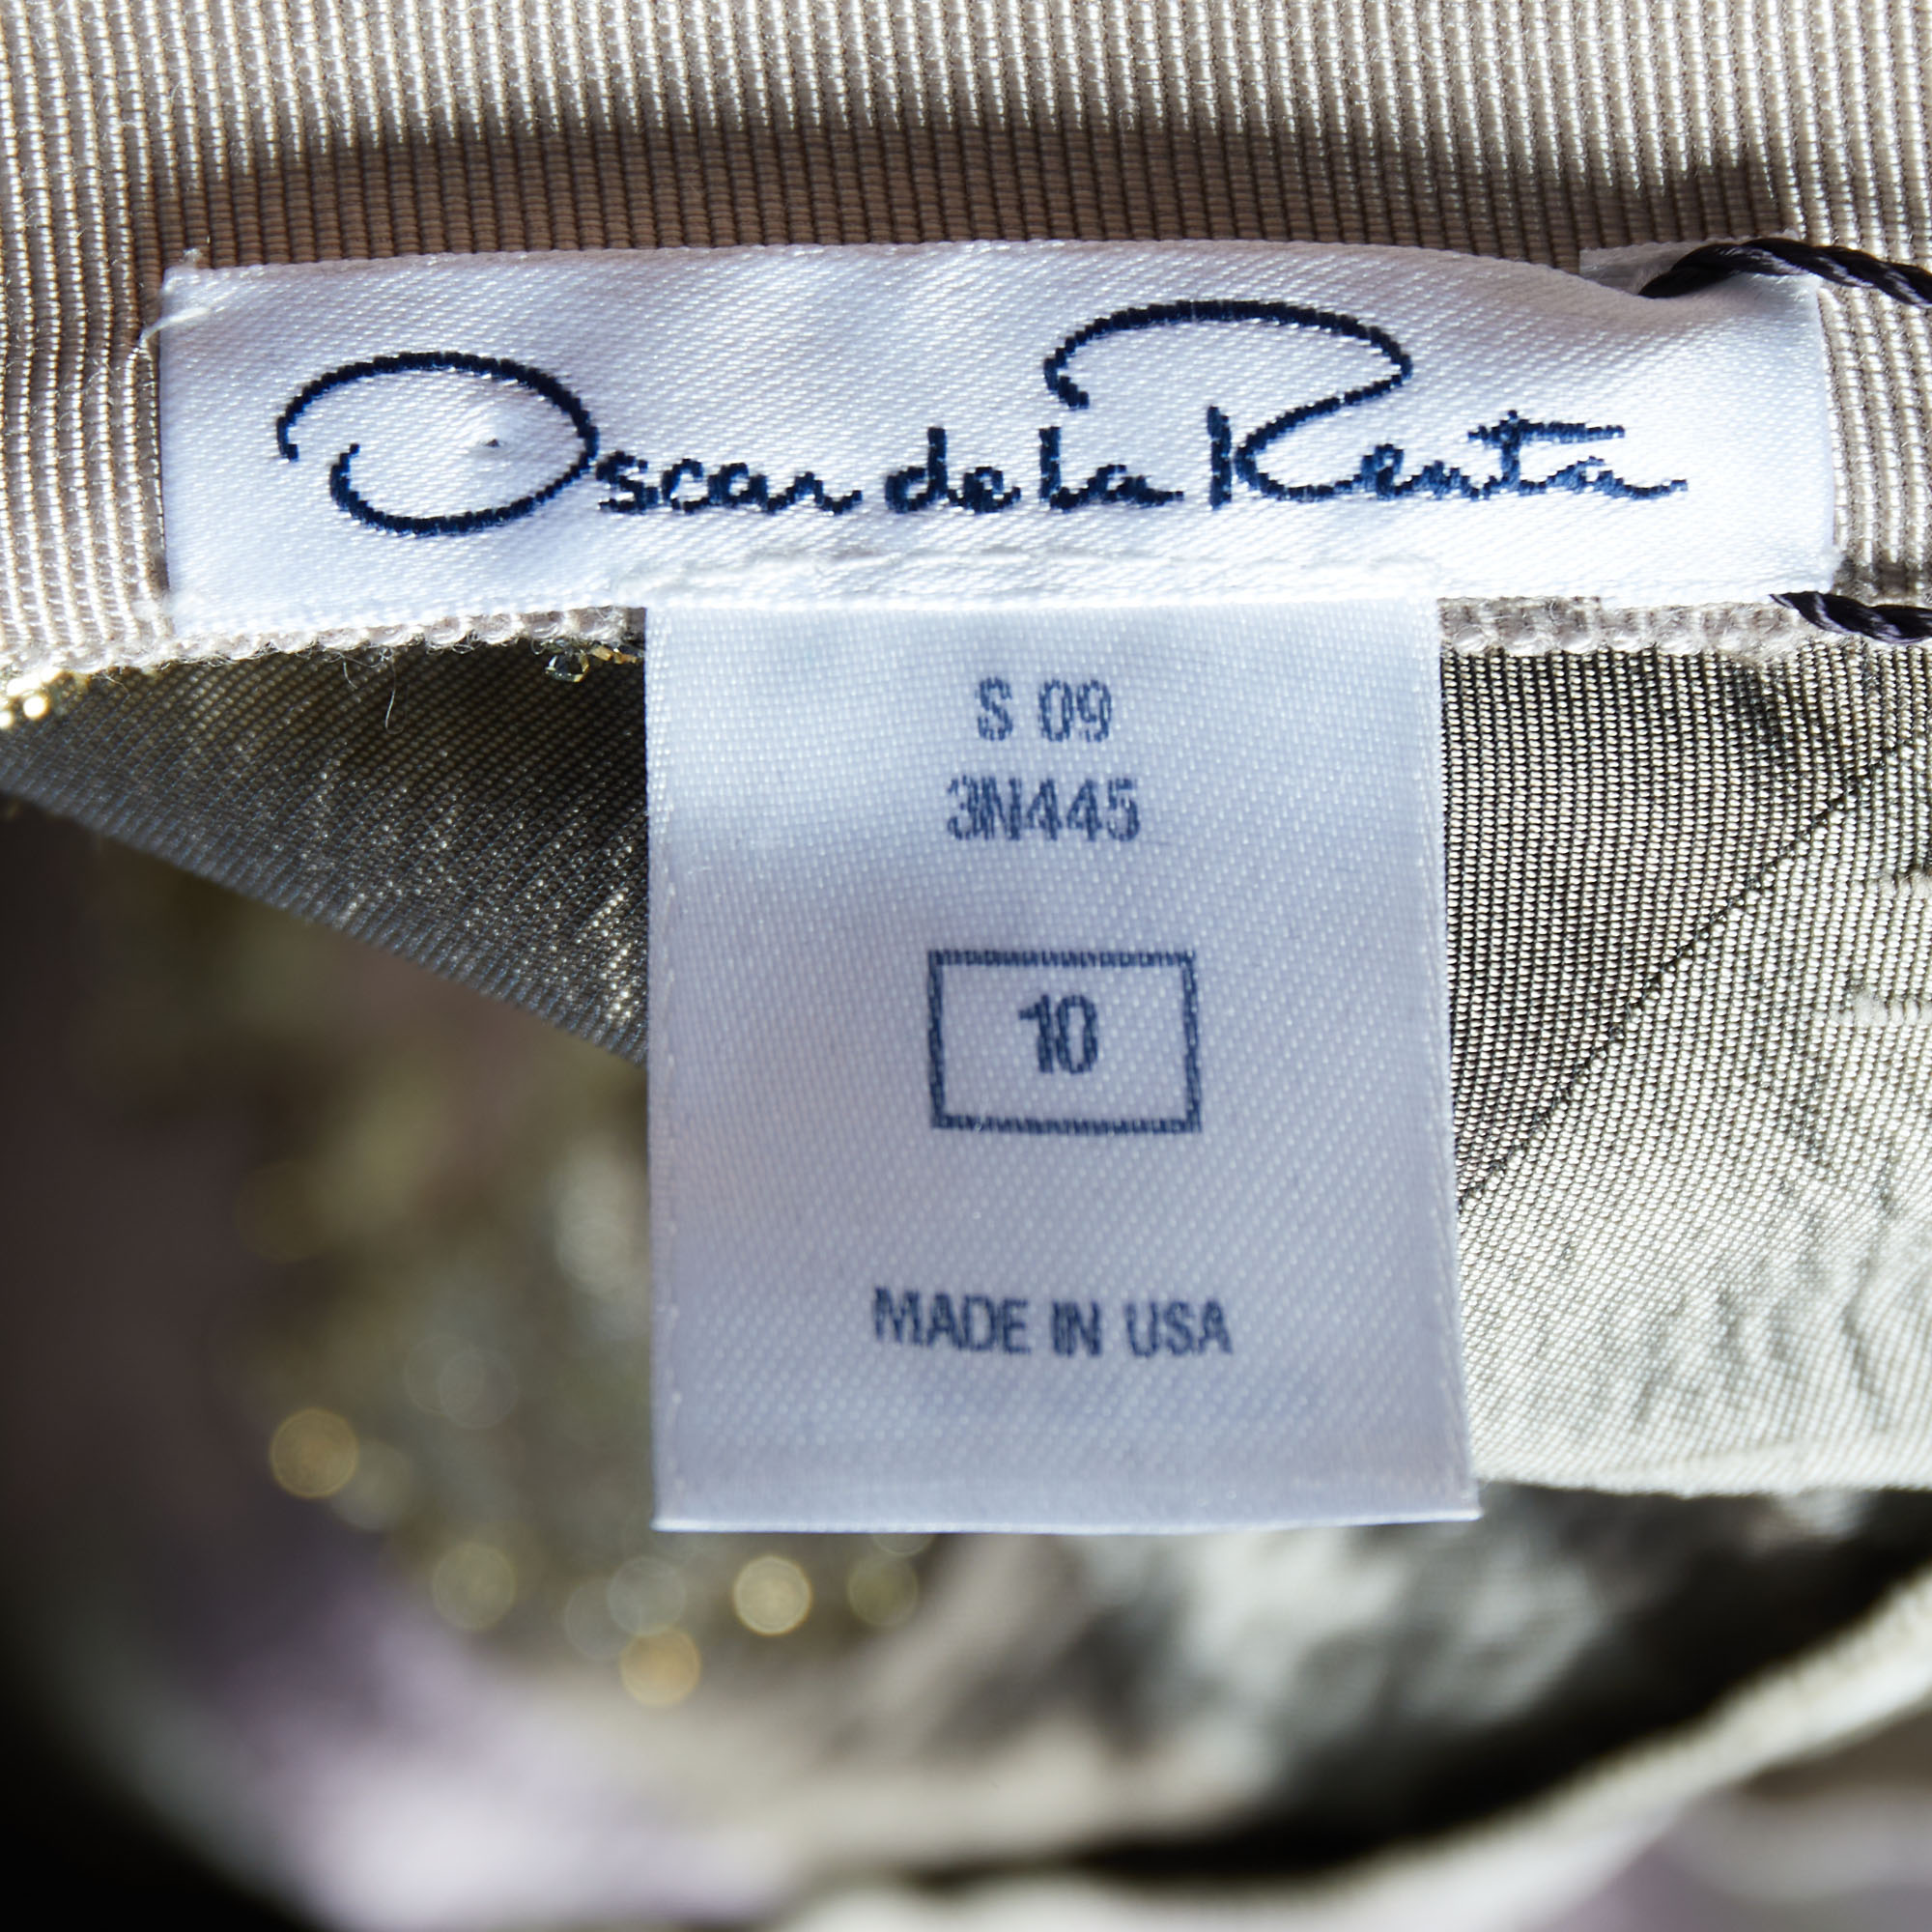 Oscar de la Renta
S 09
3N445
10
MADE IN USA